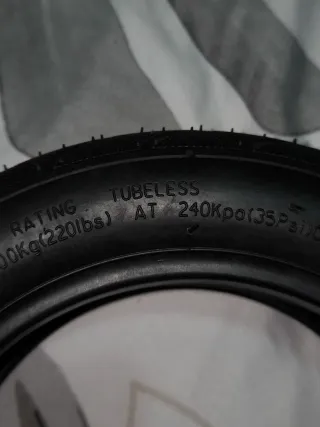 RATING TUBELESS
00Kg(220lbs) AT 240Kpa(35Psi)C